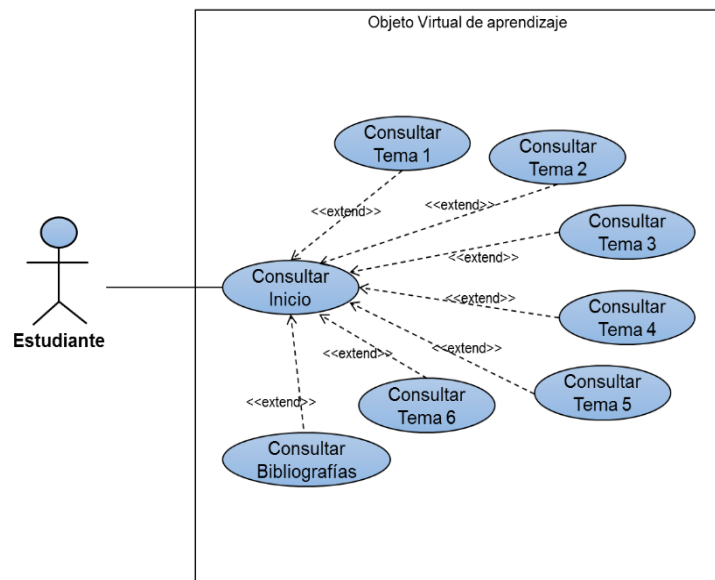 Objeto Virtual de aprendizaje
Consultar
Tema 1
Consultar
Tema 2
<<extend>>
<<extend>>
Consultar
Tema 3
<<extend>>
Consultar
Inicio
Estudiante
Consultar
Tema 4
<<extend>>
<<extend>>
Consultar
Tema 5
<<extend>>
Consultar
Tema 6
<<extend>>
Consultar
Bibliografías